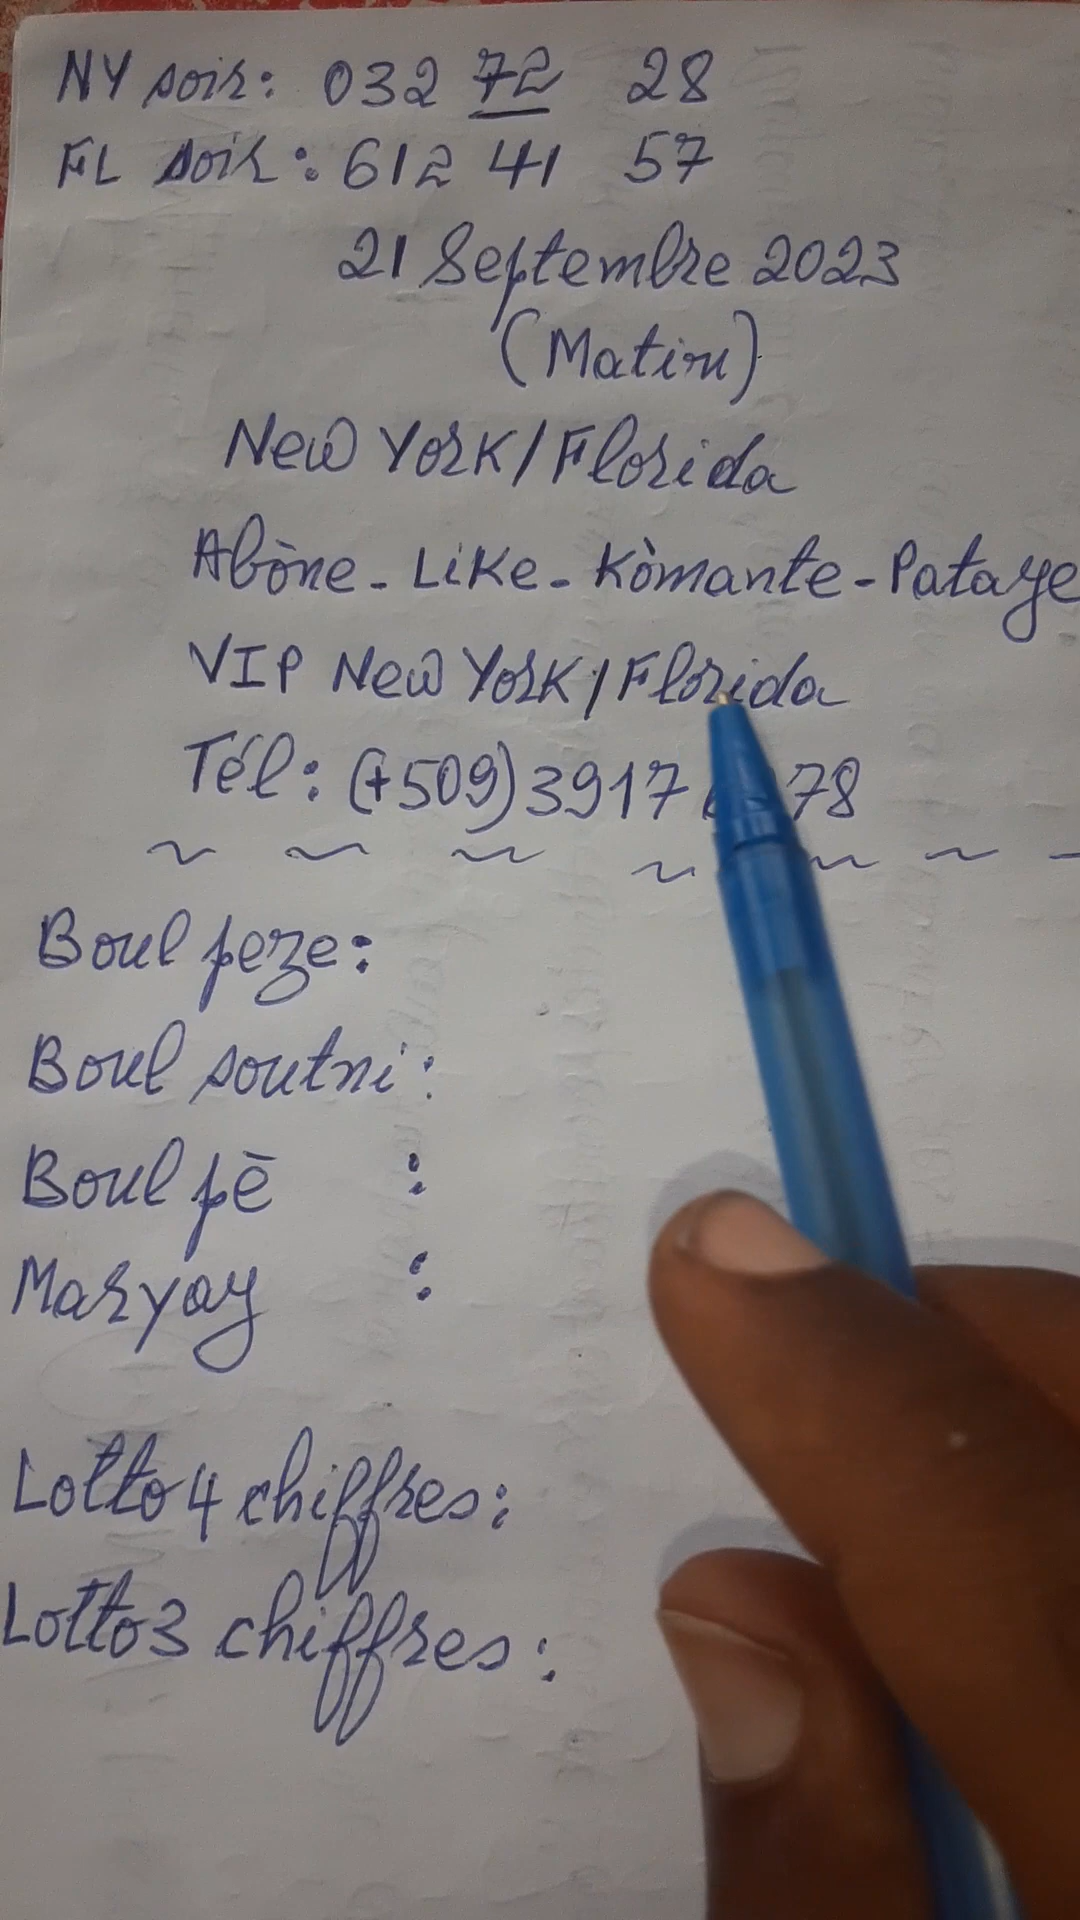 NY soir: 032 72 28
FL soir: 612 41 57
21 Septembre 2023
(Matin)
New York/Florida
Abòne - Like - Kòmante - Pataje
VIP New York/Florida
Tél: (+509) 3917 78
Boul peze:
Boul soutni:
Boul pè :
Maryaj :
Lotto 4 chiffres:
Lotto 3 chiffres: